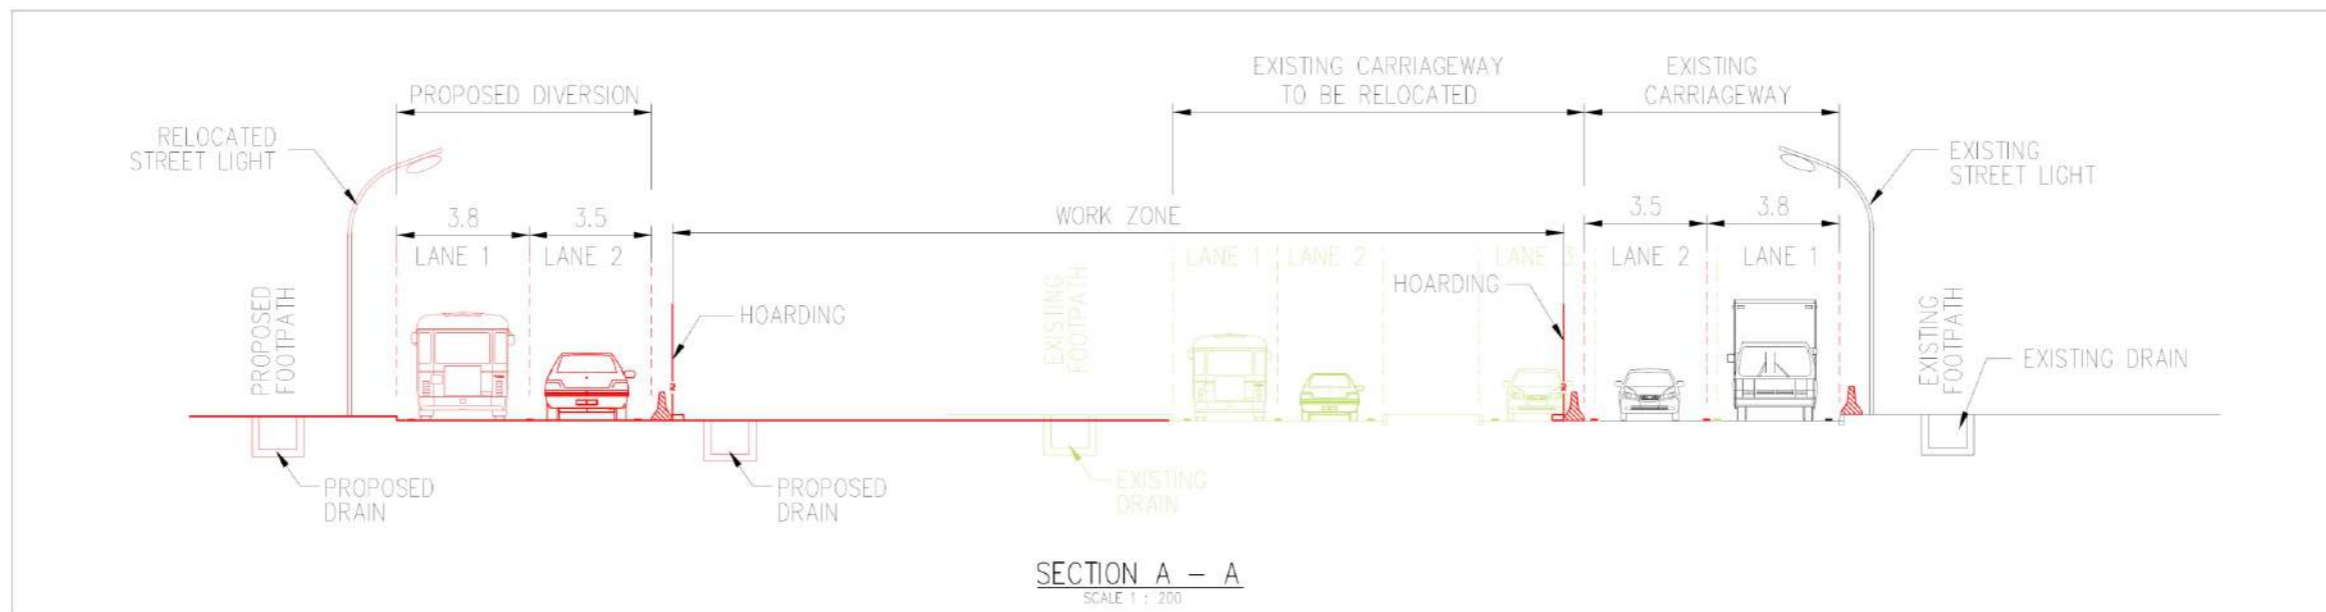 PROPOSED DIVERSION
EXISTING CARRIAGEWAY
TO BE RELOCATED
EXISTING
CARRIAGEWAY
RELOCATED
STREET LIGHT
EXISTING
STREET LIGHT
3.8
3.5
WORK ZONE
3.5
3.8
LANE 1
LANE 2
LANE 1
LANE 2
LANE 3
LANE 2
LANE 1
PROPOSED
FOOTPATH
HOARDING
EXISTING
FOOTPATH
HOARDING
EXISTING
FOOTPATH
EXISTING DRAIN
PROPOSED
DRAIN
PROPOSED
DRAIN
EXISTING
DRAIN
SECTION A – A
SCALE 1 : 200